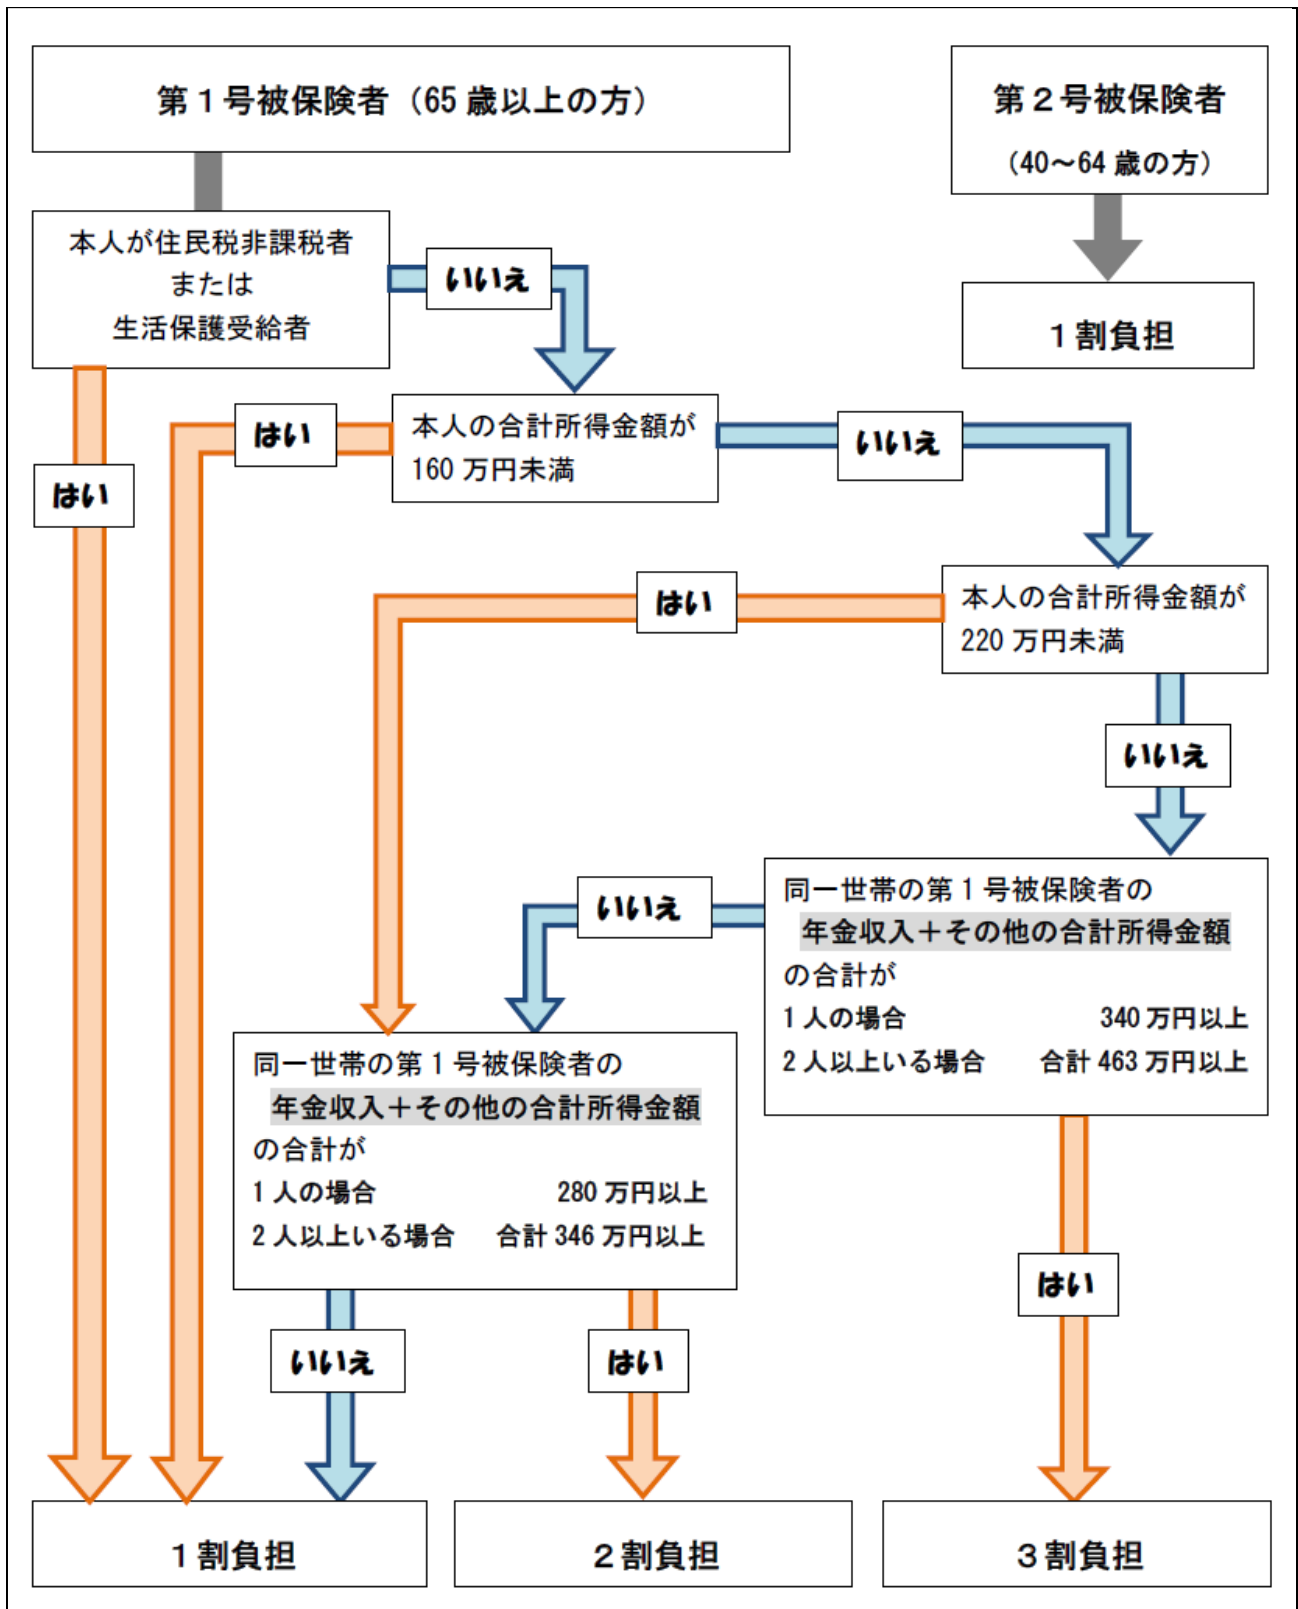 第１号被保険者（65 歳以上の方）
第２号被保険者
（40～64 歳の方）
本人が住民税非課税者
または
生活保護受給者
いいえ
１割負担
はい
本人の合計所得金額が
160 万円未満
いいえ
はい
はい
本人の合計所得金額が
220 万円未満
いいえ
同一世帯の第１号被保険者の
年金収入＋その他の合計所得金額
の合計が
1 人の場合 340 万円以上
2 人以上いる場合 合計 463 万円以上
いいえ
同一世帯の第１号被保険者の
年金収入＋その他の合計所得金額
の合計が
1 人の場合 280 万円以上
2 人以上いる場合 合計 346 万円以上
はい
いいえ
はい
１割負担
２割負担
３割負担